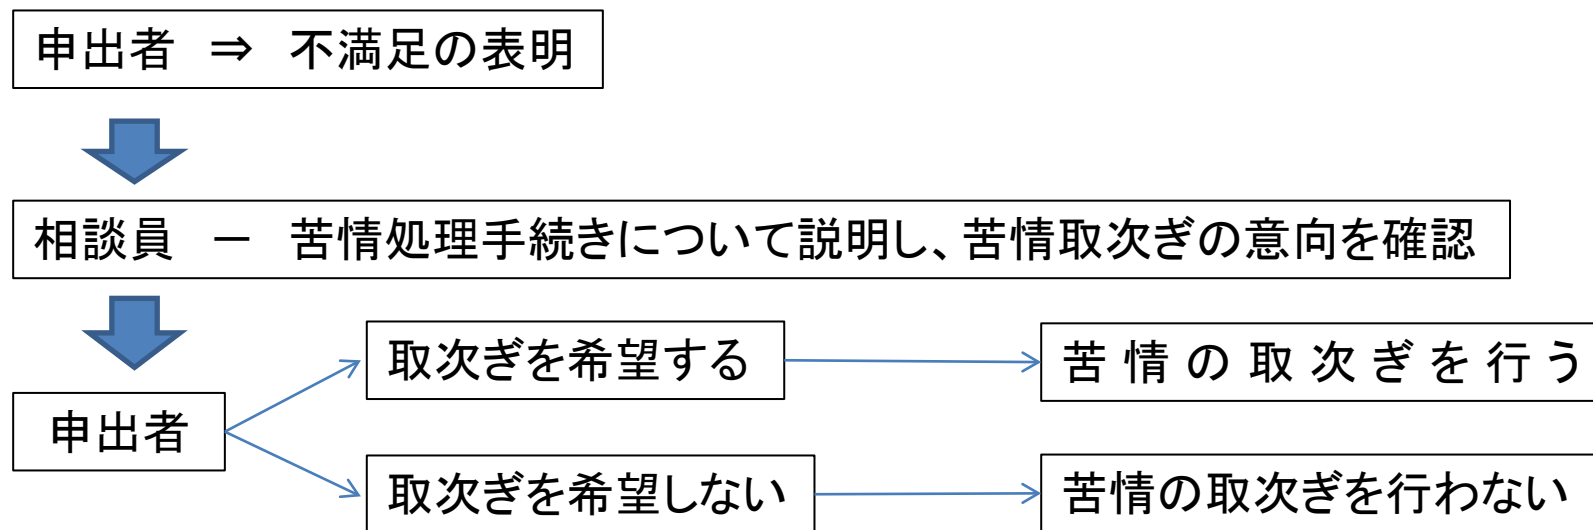 申出者　⇒　不満足の表明
相談員　－　苦情処理手続きについて説明し、苦情取次ぎの意向を確認
取次ぎを希望する
苦情の取次ぎを行う
申出者
取次ぎを希望しない
苦情の取次ぎを行わない